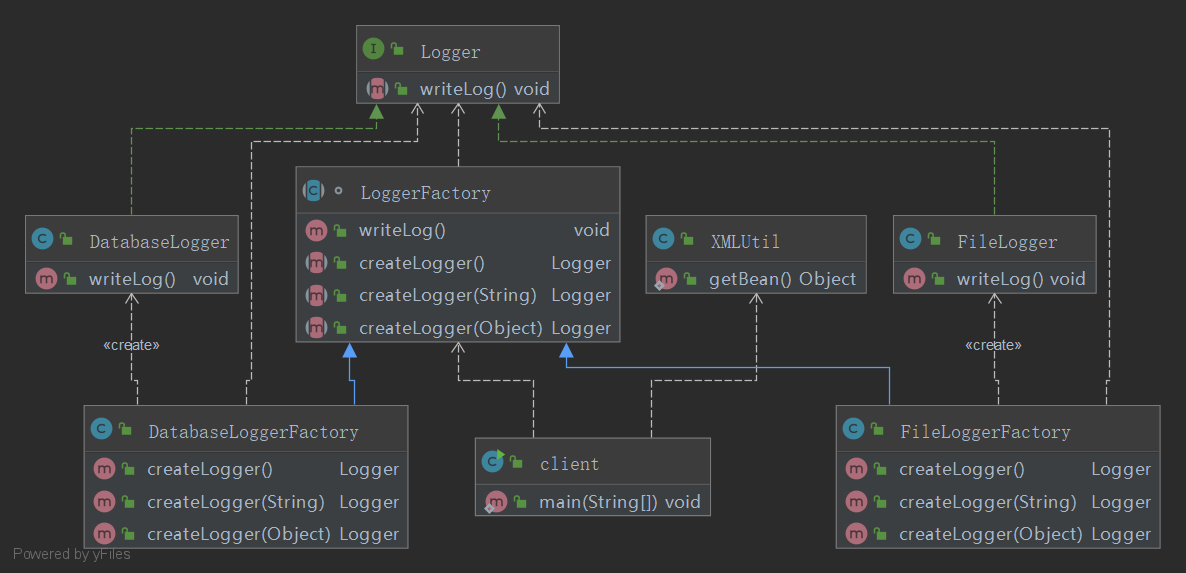 I Logger
m writeLog() void
C LoggerFactory
m writeLog() void
m createLogger() Logger
m createLogger(String) Logger
m createLogger(Object) Logger
C DatabaseLogger
m writeLog() void
C XMLUtil
m getBean() Object
C FileLogger
m writeLog() void
«create»
«create»
C DatabaseLoggerFactory
m createLogger() Logger
m createLogger(String) Logger
m createLogger(Object) Logger
C client
m main(String[]) void
C FileLoggerFactory
m createLogger() Logger
m createLogger(String) Logger
m createLogger(Object) Logger
Powered by yFiles